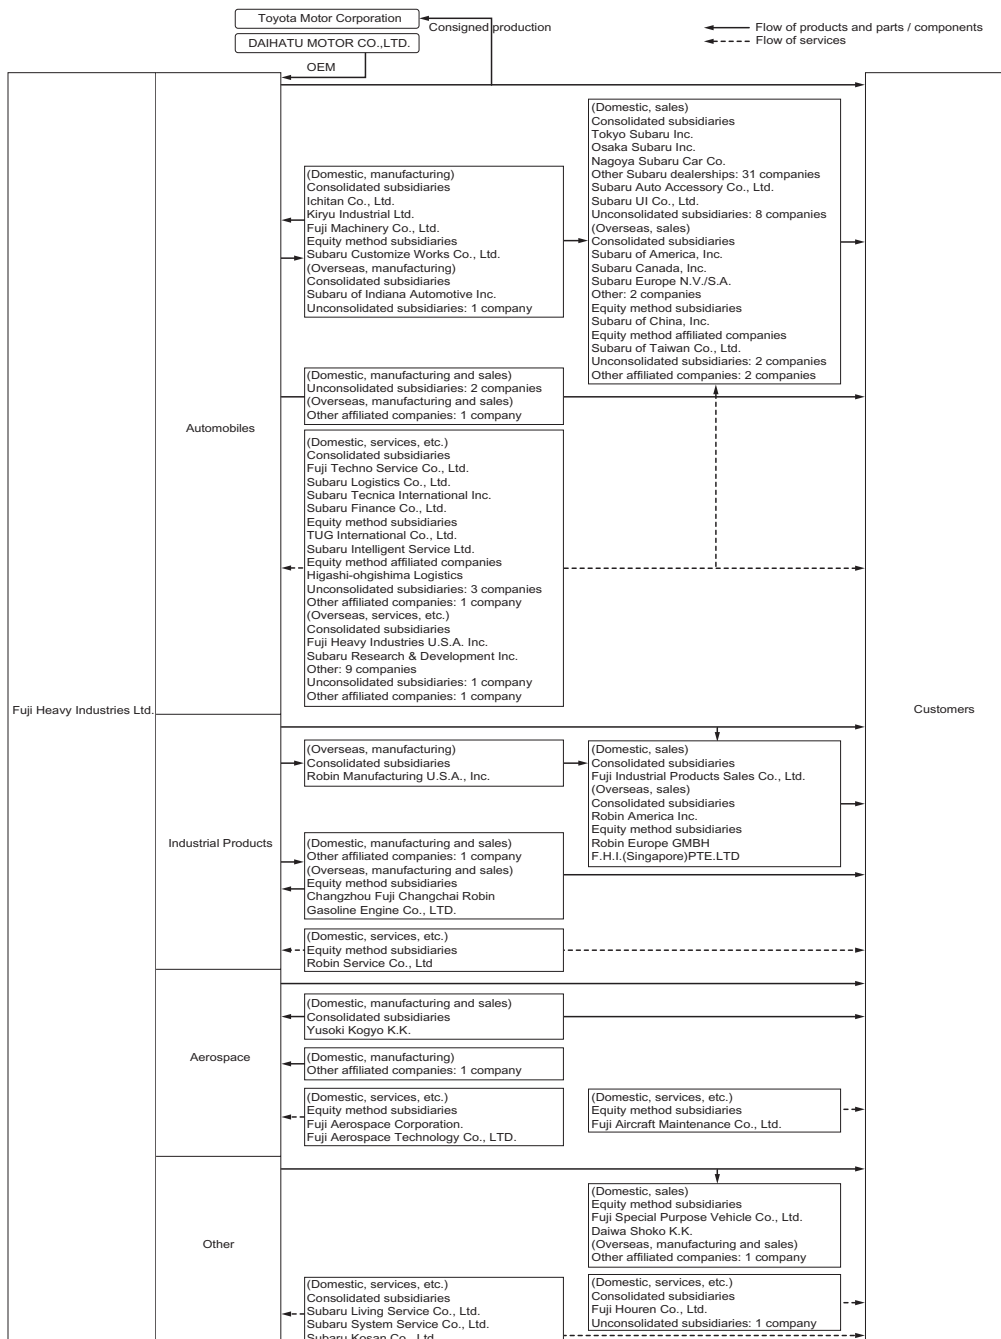 Toyota Motor Corporation
Consigned production
DAIHATU MOTOR CO.,LTD.
OEM
Flow of products and parts / components
Flow of services
Fuji Heavy Industries Ltd.
Customers
Automobiles
(Domestic, manufacturing)
Consolidated subsidiaries
Ichitan Co., Ltd.
Kiryu Industrial Ltd.
Fuji Machinery Co., Ltd.
Equity method subsidiaries
Subaru Customize Works Co., Ltd.
(Overseas, manufacturing)
Consolidated subsidiaries
Subaru of Indiana Automotive Inc.
Unconsolidated subsidiaries: 1 company
(Domestic, sales)
Consolidated subsidiaries
Tokyo Subaru Inc.
Osaka Subaru Inc.
Nagoya Subaru Car Co.
Other Subaru dealerships: 31 companies
Subaru Auto Accessory Co., Ltd.
Subaru UI Co., Ltd.
Unconsolidated subsidiaries: 8 companies
(Overseas, sales)
Consolidated subsidiaries
Subaru of America, Inc.
Subaru Canada, Inc.
Subaru Europe N.V./S.A.
Other: 2 companies
Equity method subsidiaries
Subaru of China, Inc.
Equity method affiliated companies
Subaru of Taiwan Co., Ltd.
Unconsolidated subsidiaries: 2 companies
Other affiliated companies: 2 companies
(Domestic, manufacturing and sales)
Unconsolidated subsidiaries: 2 companies
(Overseas, manufacturing and sales)
Other affiliated companies: 1 company
(Domestic, services, etc.)
Consolidated subsidiaries
Fuji Techno Service Co., Ltd.
Subaru Logistics Co., Ltd.
Subaru Tecnica International Inc.
Subaru Finance Co., Ltd.
Equity method subsidiaries
TUG International Co., Ltd.
Subaru Intelligent Service Ltd.
Equity method affiliated companies
Higashi-ohgishima Logistics
Unconsolidated subsidiaries: 3 companies
Other affiliated companies: 1 company
(Overseas, services, etc.)
Consolidated subsidiaries
Fuji Heavy Industries U.S.A. Inc.
Subaru Research & Development Inc.
Other: 9 companies
Unconsolidated subsidiaries: 1 company
Other affiliated companies: 1 company
Industrial Products
(Overseas, manufacturing)
Consolidated subsidiaries
Robin Manufacturing U.S.A., Inc.
(Domestic, sales)
Consolidated subsidiaries
Fuji Industrial Products Sales Co., Ltd.
(Overseas, sales)
Consolidated subsidiaries
Robin America Inc.
Equity method subsidiaries
Robin Europe GMBH
F.H.I.(Singapore)PTE.LTD
(Domestic, manufacturing and sales)
Other affiliated companies: 1 company
(Overseas, manufacturing and sales)
Equity method subsidiaries
Changzhou Fuji Changchai Robin
Gasoline Engine Co., LTD.
(Domestic, services, etc.)
Equity method subsidiaries
Robin Service Co., Ltd
Aerospace
(Domestic, manufacturing and sales)
Consolidated subsidiaries
Yusoki Kogyo K.K.
(Domestic, manufacturing)
Other affiliated companies: 1 company
(Domestic, services, etc.)
Equity method subsidiaries
Fuji Aerospace Corporation.
Fuji Aerospace Technology Co., LTD.
(Domestic, services, etc.)
Equity method subsidiaries
Fuji Aircraft Maintenance Co., Ltd.
Other
(Domestic, sales)
Equity method subsidiaries
Fuji Special Purpose Vehicle Co., Ltd.
Daiwa Shoko K.K.
(Overseas, manufacturing and sales)
Other affiliated companies: 1 company
(Domestic, services, etc.)
Consolidated subsidiaries
Subaru Living Service Co., Ltd.
Subaru System Service Co., Ltd.
Subaru Kosan Co., Ltd.
(Domestic, services, etc.)
Consolidated subsidiaries
Fuji Houren Co., Ltd.
Unconsolidated subsidiaries: 1 company